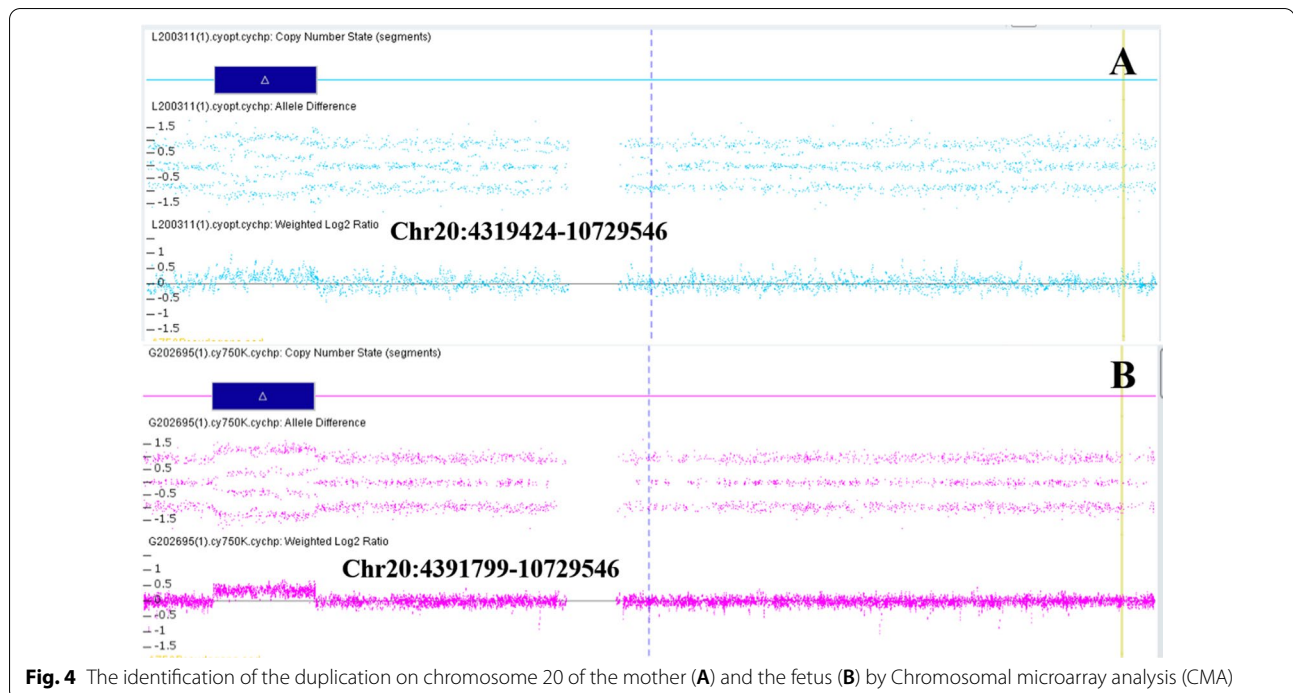 L200311(1).cyopt.cychp: Copy Number State (segments)
A
L200311(1).cyopt.cychp: Allele Difference
1.5
0.5
-0.5
-1.5
L200311(1).cyopt.cychp: Weighted Log2 Ratio
Chr20:4319424-10729546
1
0.5
0
-0.5
-1
-1.5
G202695(1).cy750K.cychp: Copy Number State (segments)
B
G202695(1).cy750K.cychp: Allele Difference
1.5
0.5
-0.5
-1.5
G202695(1).cy750K.cychp: Weighted Log2 Ratio
Chr20:4391799-10729546
1
0.5
0
-0.5
-1
-1.5
Fig. 4 The identification of the duplication on chromosome 20 of the mother (A) and the fetus (B) by Chromosomal microarray analysis (CMA)